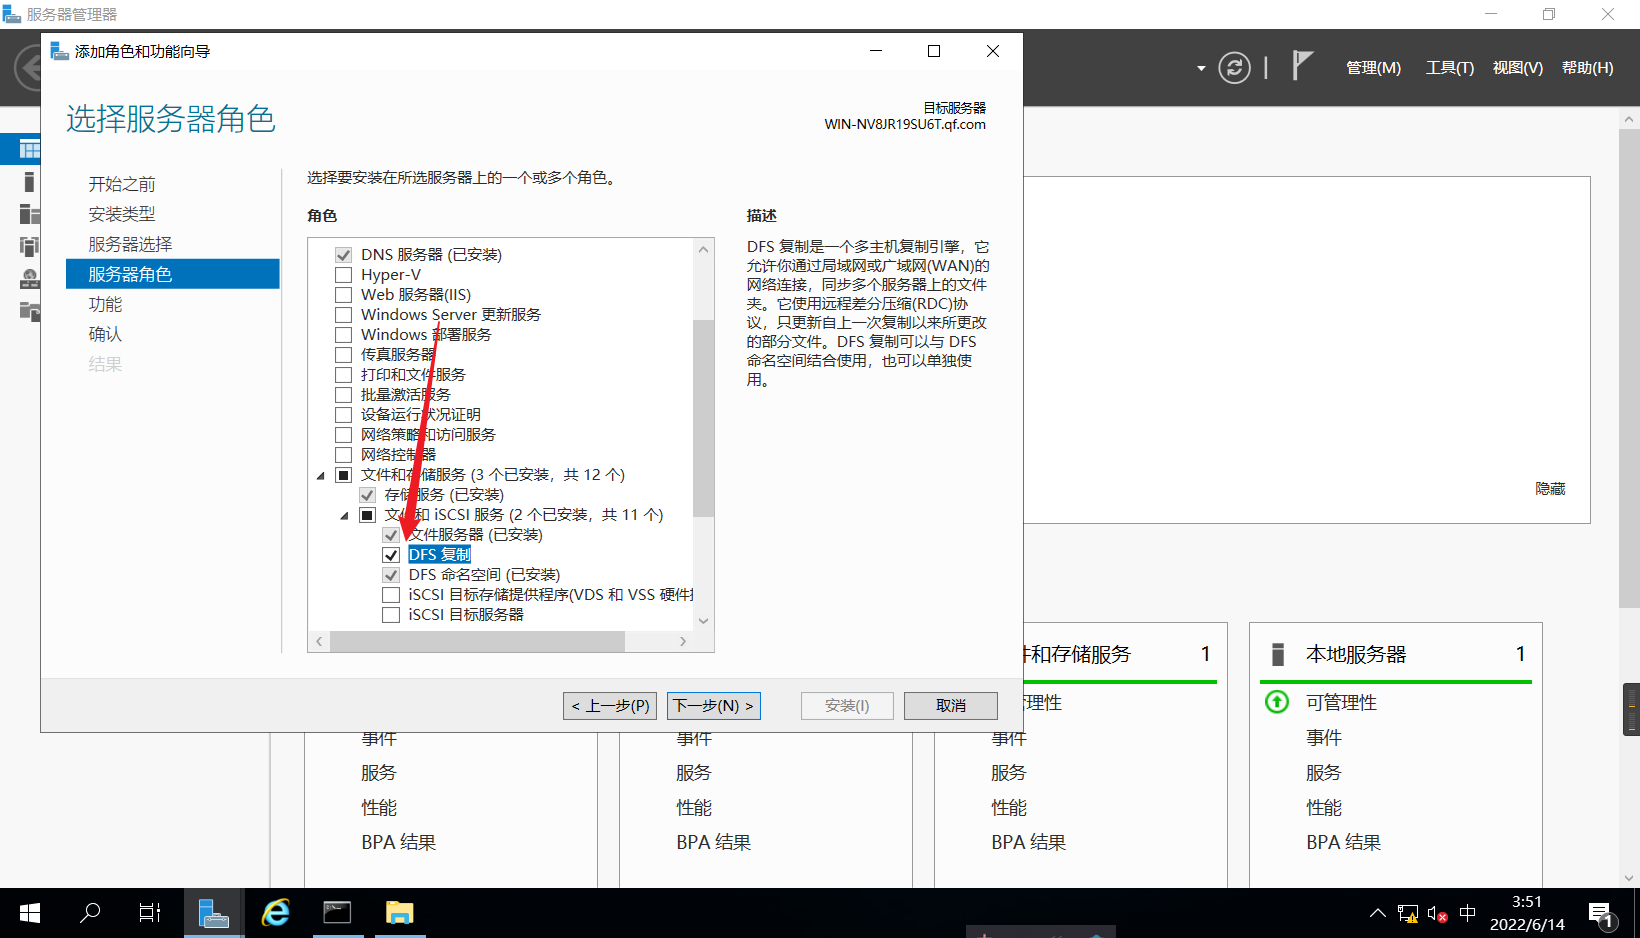 服务器管理器
管理(M) 工具(T) 视图(V) 帮助(H)
添加角色和功能向导
选择服务器角色
目标服务器
WIN-NV8JR19SU6T.qf.com
开始之前
安装类型
服务器选择
服务器角色
功能
确认
结果
选择要安装在所选服务器上的一个或多个角色。
角色
DNS 服务器 (已安装)
Hyper-V
Web 服务器(IIS)
Windows Server 更新服务
Windows 部署服务
传真服务器
打印和文件服务
批量激活服务
设备运行状况证明
网络策略和访问服务
网络控制器
文件和存储服务 (3 个已安装，共 12 个)
存储服务 (已安装)
文件和 iSCSI 服务 (2 个已安装，共 11 个)
文件服务器 (已安装)
DFS 复制
DFS 命名空间 (已安装)
iSCSI 目标存储提供程序(VDS 和 VSS 硬件
iSCSI 目标服务器
描述
DFS 复制是一个多主机复制引擎，它
允许你通过局域网或广域网(WAN)的
网络连接，同步多个服务器上的文件
夹。它使用远程差分压缩(RDC)协
议，只更新自上一次复制以来所更改
的部分文件。DFS 复制可以与 DFS
命名空间结合使用，也可以单独使
用。
< 上一步(P) 下一步(N) > 安装(I) 取消
隐藏
件和存储服务 1
理性
本地服务器 1
可管理性
事件 事件 事件 事件
服务 服务 服务 服务
性能 性能 性能 性能
BPA 结果 BPA 结果 BPA 结果 BPA 结果
中
3:51
2022/6/14
1